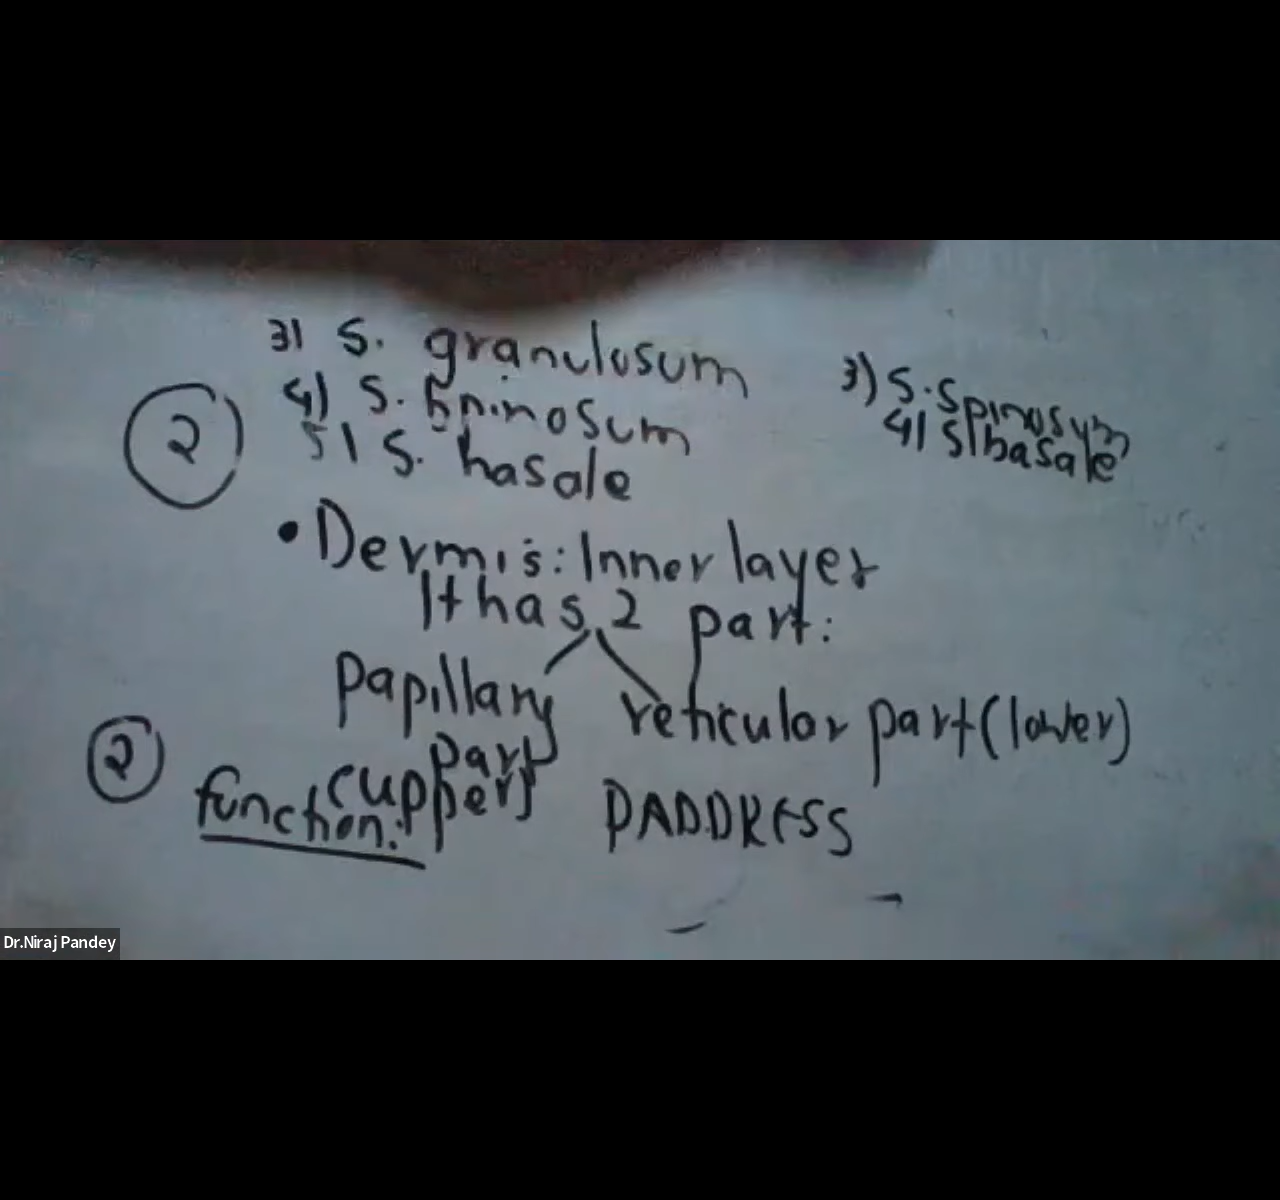 3) S. granulosum
4) S. Spinosum
5) S. basale
3) S. Spinosum
4) S basale
2
• Dermis: Inner layer
It has 2 part:
Papillary part (upper)
reticular part (lower)
2
function:
PADDRESS
Dr.Niraj Pandey